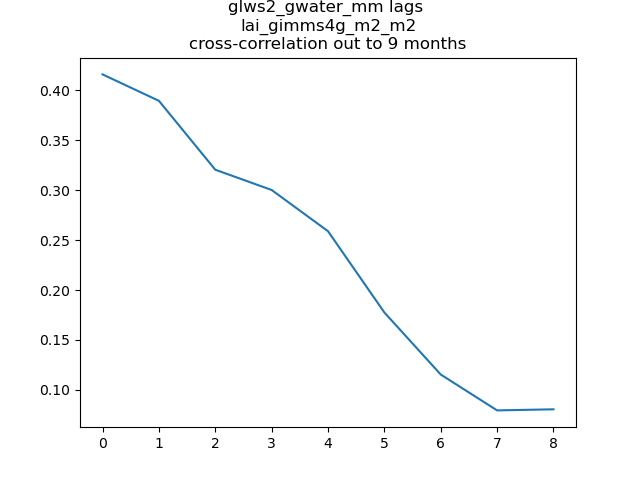 glws2_gwater_mm lags
lai_gimms4g_m2_m2
cross-correlation out to 9 months
0.40
0.35
0.30
0.25
0.20
0.15
0.10
0 1 2 3 4 5 6 7 8